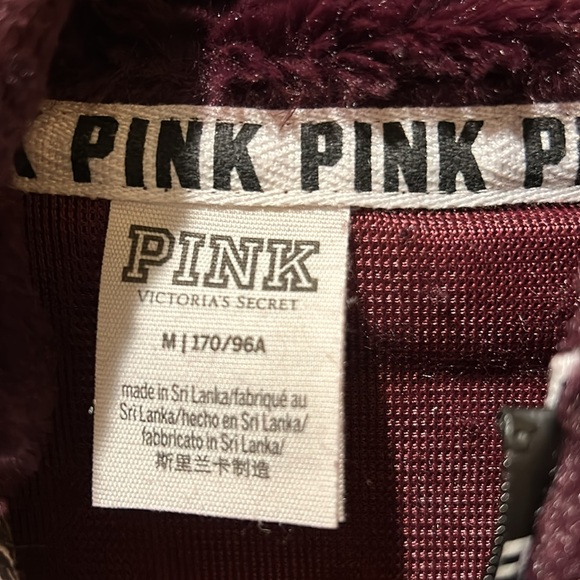 PINK PINK P
PINK
VICTORIA'S SECRET
M | 170/96A
made in Sri Lanka/fabriqué au
Sri Lanka/hecho en Sri Lanka/
fabbricato in Sri Lanka/
斯里兰卡制造